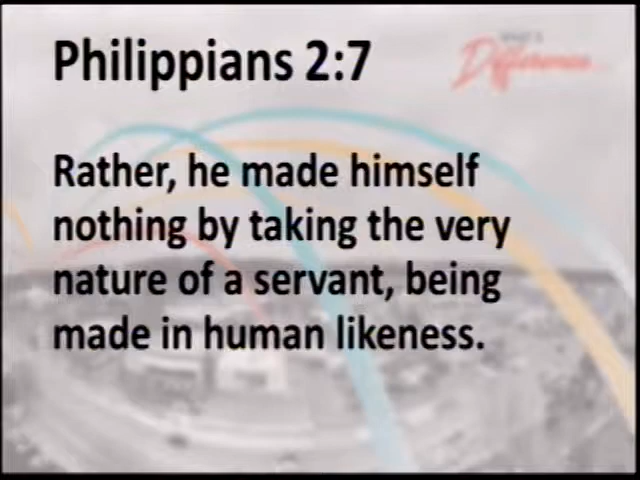 Philippians 2:7
Difference
Rather, he made himself
nothing by taking the very
nature of a servant, being
made in human likeness.